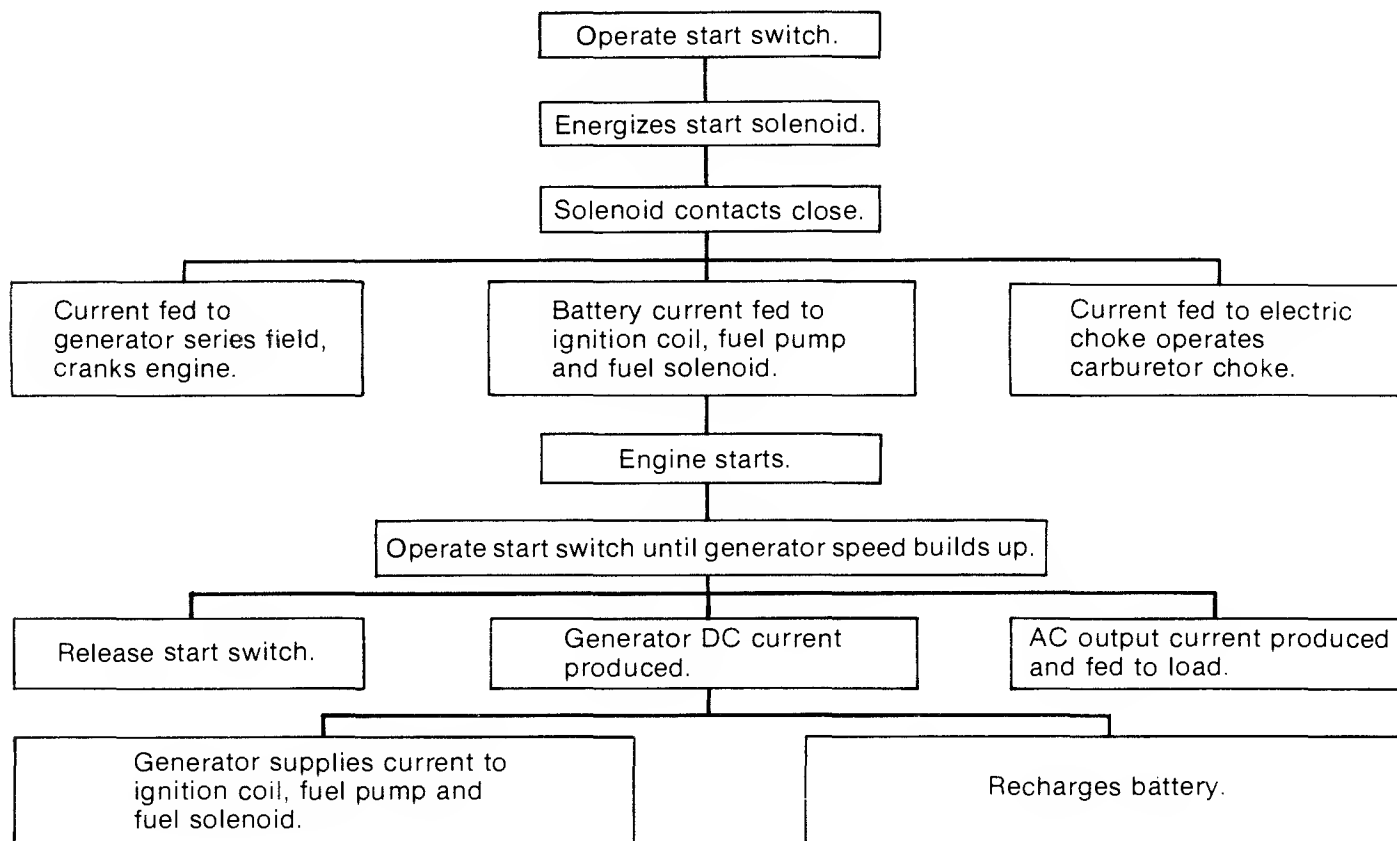 Operate start switch.
Energizes start solenoid.
Solenoid contacts close.
Current fed to
generator series field,
cranks engine.
Battery current fed to
ignition coil, fuel pump
and fuel solenoid.
Current fed to electric
choke operates
carburetor choke.
Engine starts.
Operate start switch until generator speed builds up.
Release start switch.
Generator DC current
produced.
AC output current produced
and fed to load.
Generator supplies current to
ignition coil, fuel pump and
fuel solenoid.
Recharges battery.